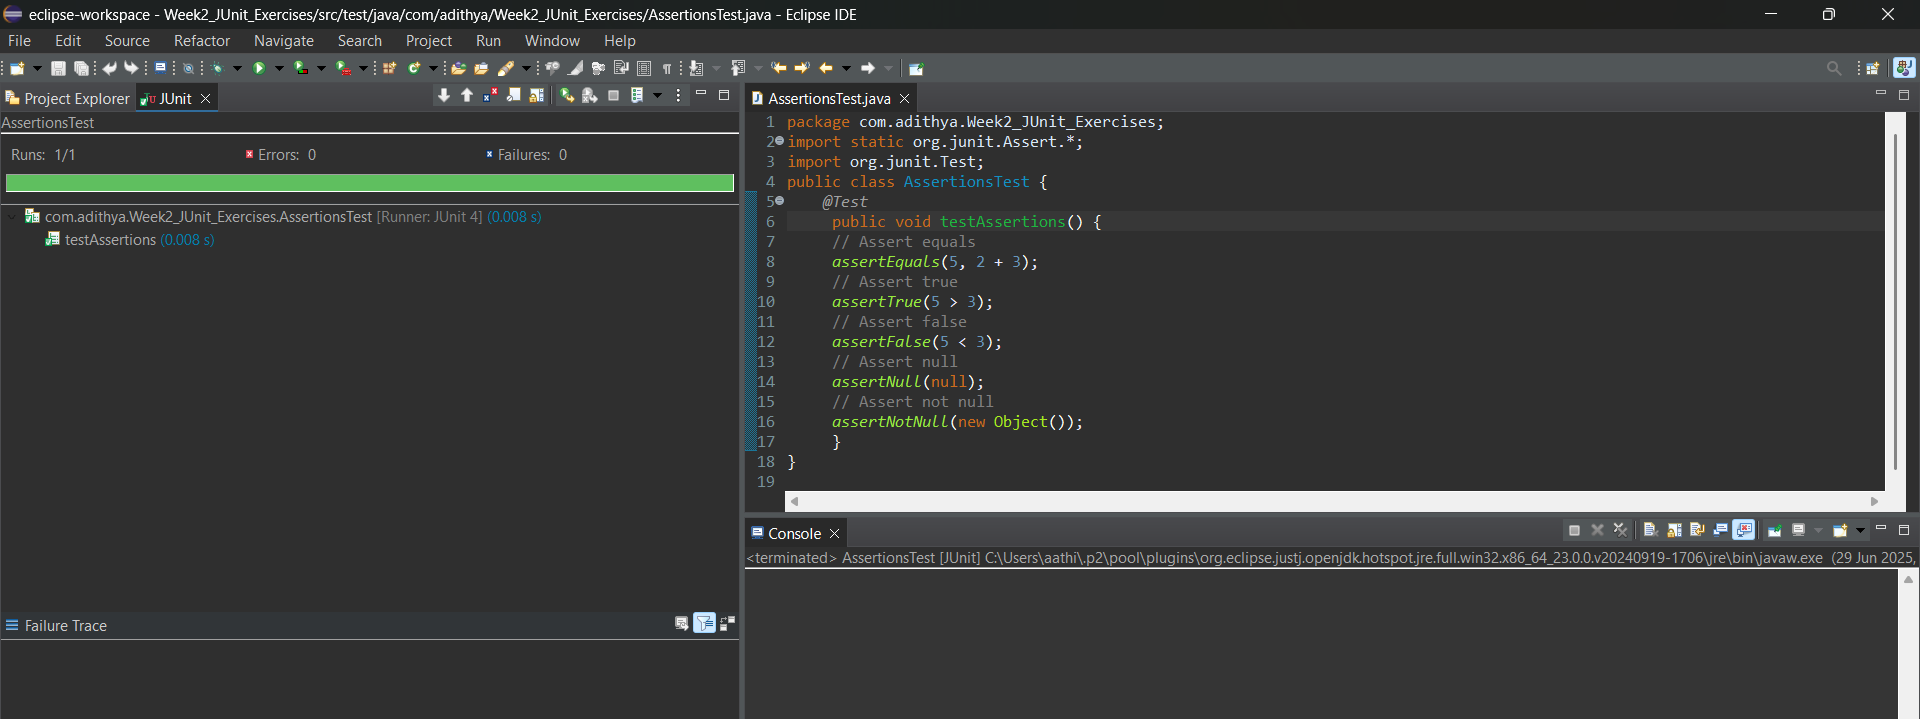 eclipse-workspace - Week2_JUnit_Exercises/src/test/java/com/adithya/Week2_JUnit_Exercises/AssertionsTest.java - Eclipse IDE
File Edit Source Refactor Navigate Search Project Run Window Help
Project Explorer JUnit
AssertionsTest
Runs: 1/1 Errors: 0 Failures: 0
com.adithya.Week2_JUnit_Exercises.AssertionsTest [Runner: JUnit 4] (0.008 s)
testAssertions (0.008 s)
Failure Trace
AssertionsTest.java
1 package com.adithya.Week2_JUnit_Exercises;
2 import static org.junit.Assert.*;
3 import org.junit.Test;
4 public class AssertionsTest {
5 @Test
6 public void testAssertions() {
7 // Assert equals
8 assertEquals(5, 2 + 3);
9 // Assert true
10 assertTrue(5 > 3);
11 // Assert false
12 assertFalse(5 < 3);
13 // Assert null
14 assertNull(null);
15 // Assert not null
16 assertNotNull(new Object());
17 }
18 }
19
Console
<terminated> AssertionsTest [JUnit] C:\Users\aathi\.p2\pool\plugins\org.eclipse.justj.openjdk.hotspot.jre.full.win32.x86_64_23.0.0.v20240919-1706\jre\bin\javaw.exe (29 Jun 2025,